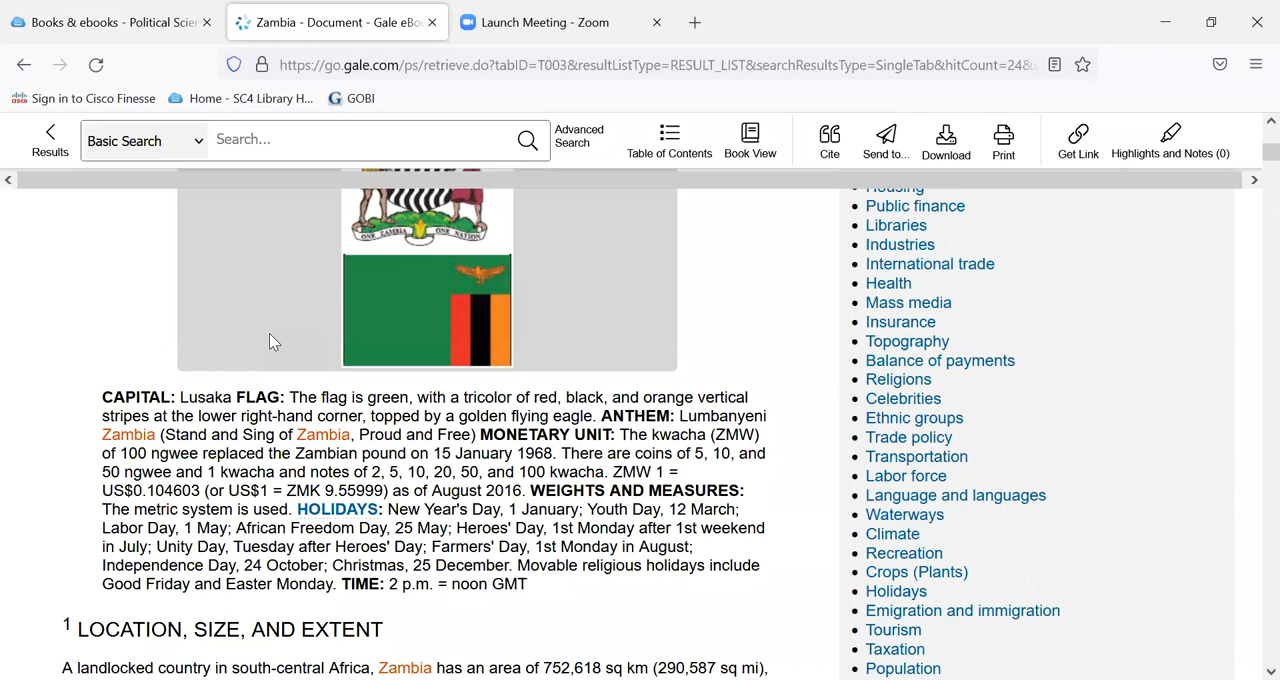 Books & ebooks - Political Scien
Zambia - Document - Gale eBo
Launch Meeting - Zoom
https://go.gale.com/ps/retrieve.do?tabID=T003&resultListType=RESULT_LIST&searchResultsType=SingleTab&hitCount=24&
Sign in to Cisco Finesse
Home - SC4 Library H...
GOBI
Results
Basic Search
Search...
Advanced
Search
Table of Contents
Book View
Cite
Send to...
Download
Print
Get Link
Highlights and Notes (0)
ONE ZAMBIA ONE NATION
CAPITAL: Lusaka FLAG: The flag is green, with a tricolor of red, black, and orange vertical
stripes at the lower right-hand corner, topped by a golden flying eagle. ANTHEM: Lumbanyeni
Zambia (Stand and Sing of Zambia, Proud and Free) MONETARY UNIT: The kwacha (ZMW)
of 100 ngwee replaced the Zambian pound on 15 January 1968. There are coins of 5, 10, and
50 ngwee and 1 kwacha and notes of 2, 5, 10, 20, 50, and 100 kwacha. ZMW 1 =
US$0.104603 (or US$1 = ZMK 9.55999) as of August 2016. WEIGHTS AND MEASURES:
The metric system is used. HOLIDAYS: New Year's Day, 1 January; Youth Day, 12 March;
Labor Day, 1 May; African Freedom Day, 25 May; Heroes' Day, 1st Monday after 1st weekend
in July; Unity Day, Tuesday after Heroes' Day; Farmers' Day, 1st Monday in August;
Independence Day, 24 October; Christmas, 25 December. Movable religious holidays include
Good Friday and Easter Monday. TIME: 2 p.m. = noon GMT
1 LOCATION, SIZE, AND EXTENT
A landlocked country in south-central Africa, Zambia has an area of 752,618 sq km (290,587 sq mi),
Housing
Public finance
Libraries
Industries
International trade
Health
Mass media
Insurance
Topography
Balance of payments
Religions
Celebrities
Ethnic groups
Trade policy
Transportation
Labor force
Language and languages
Waterways
Climate
Recreation
Crops (Plants)
Holidays
Emigration and immigration
Tourism
Taxation
Population